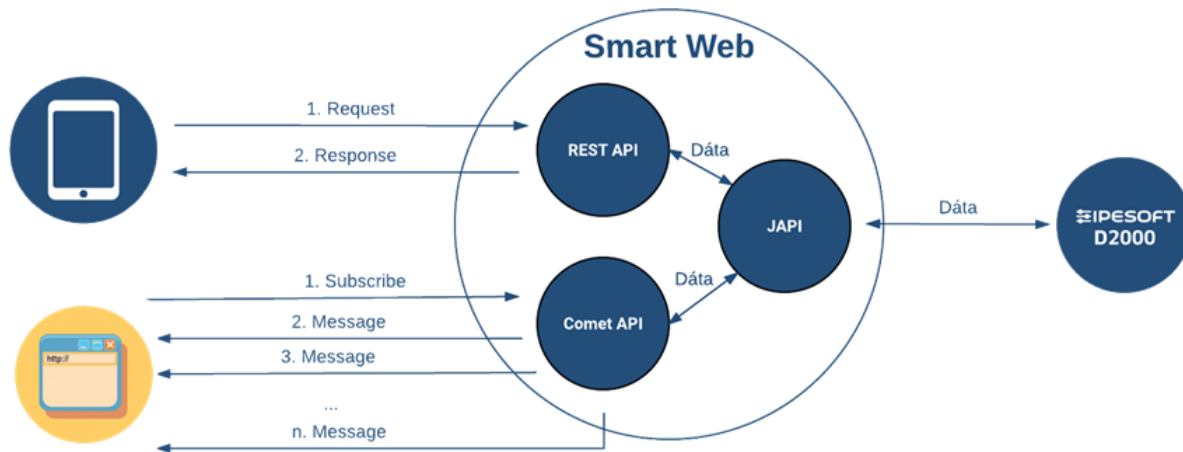 Smart Web
1. Request
2. Response
REST API
Dáta
JAPI
Dáta
IPESOFT
D2000
1. Subscribe
Dáta
2. Message
Comet API
3. Message
...
n. Message
http://